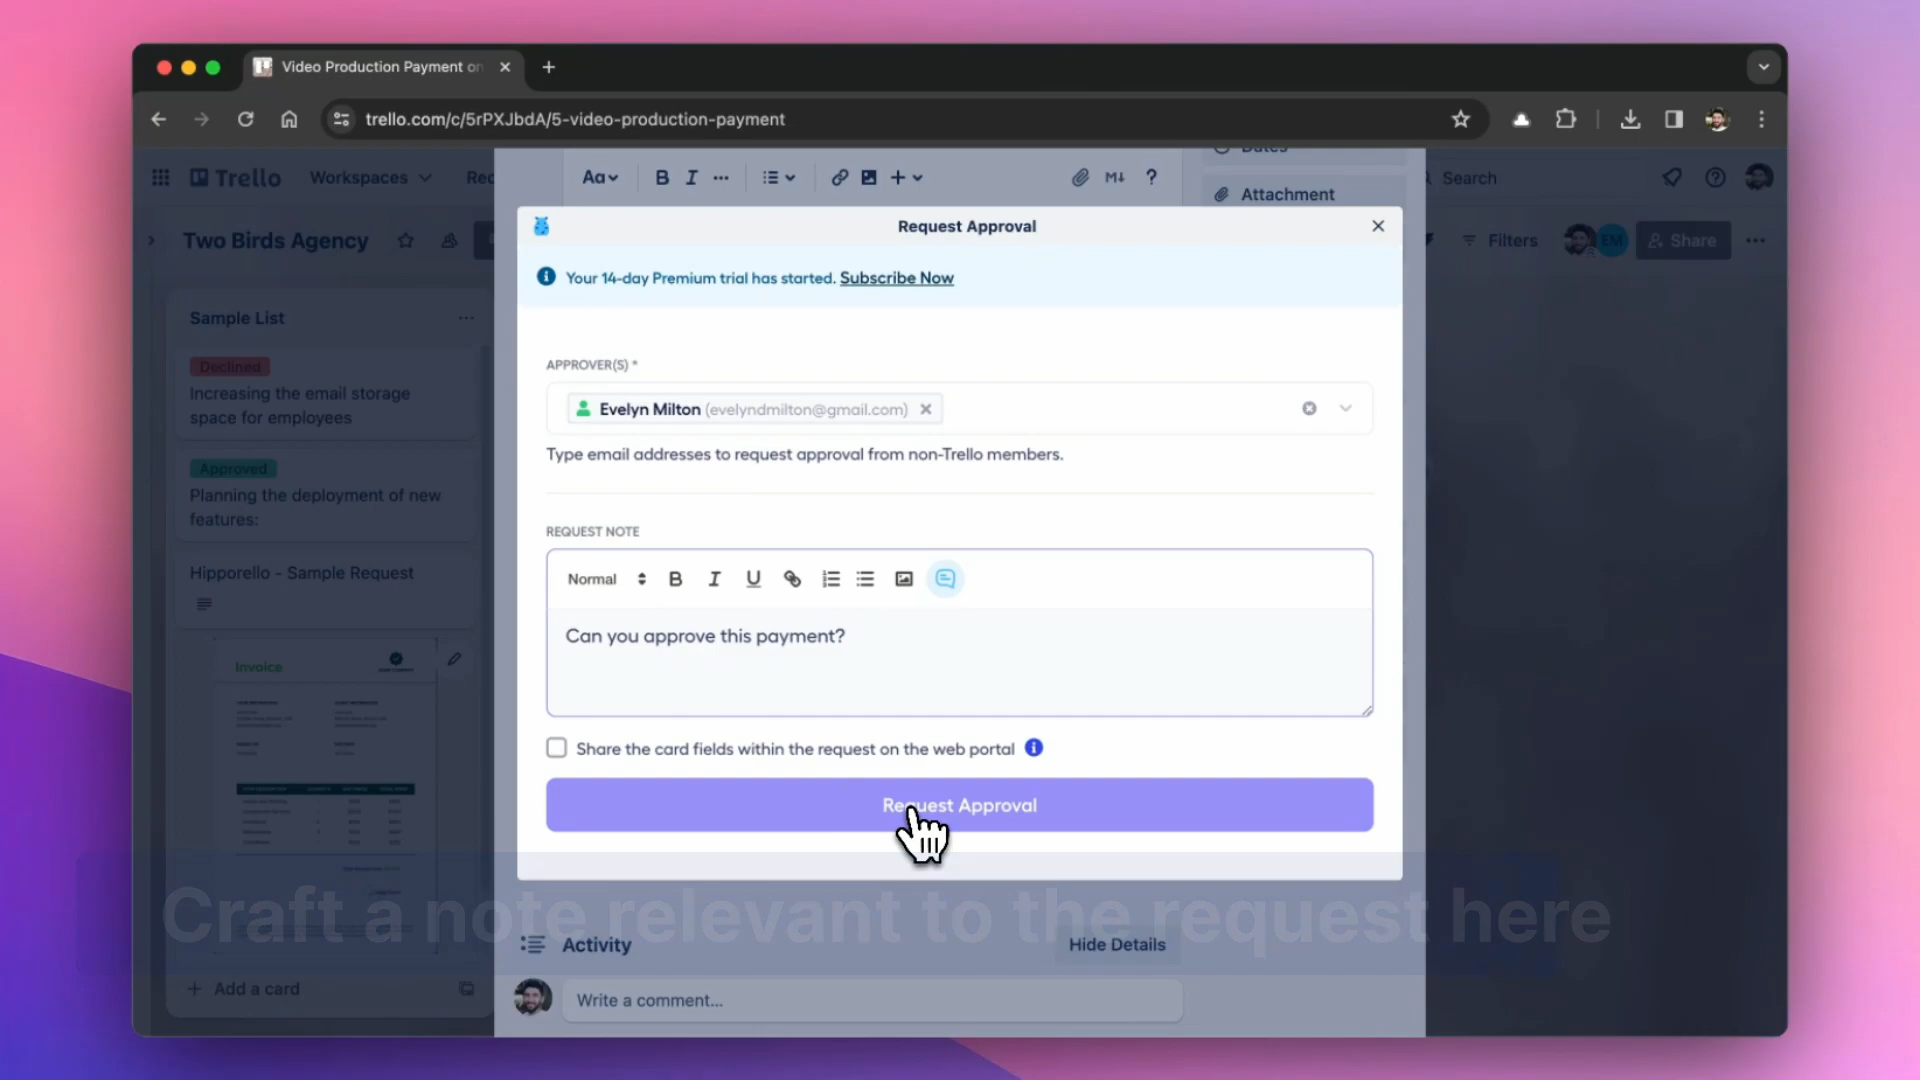 Video Production Payment on
trello.com/c/5rPXJbdA/5-video-production-payment
Trello
Workspaces
Rec
Aa
B I
M↓ ?
Dates
Attachment
Search
Two Birds Agency
EM
Filters
Share
Request Approval
Your 14-day Premium trial has started. Subscribe Now
Sample List
Declined
Increasing the email storage
space for employees
Approved
Planning the deployment of new
features:
Hipporello - Sample Request
Invoice
Add a card
APPROVER(S) *
Evelyn Milton (evelyndmilton@gmail.com)
Type email addresses to request approval from non-Trello members.
REQUEST NOTE
Normal B I U
Can you approve this payment?
Share the card fields within the request on the web portal
Request Approval
Craft a note relevant to the request here
Activity
Hide Details
Write a comment...